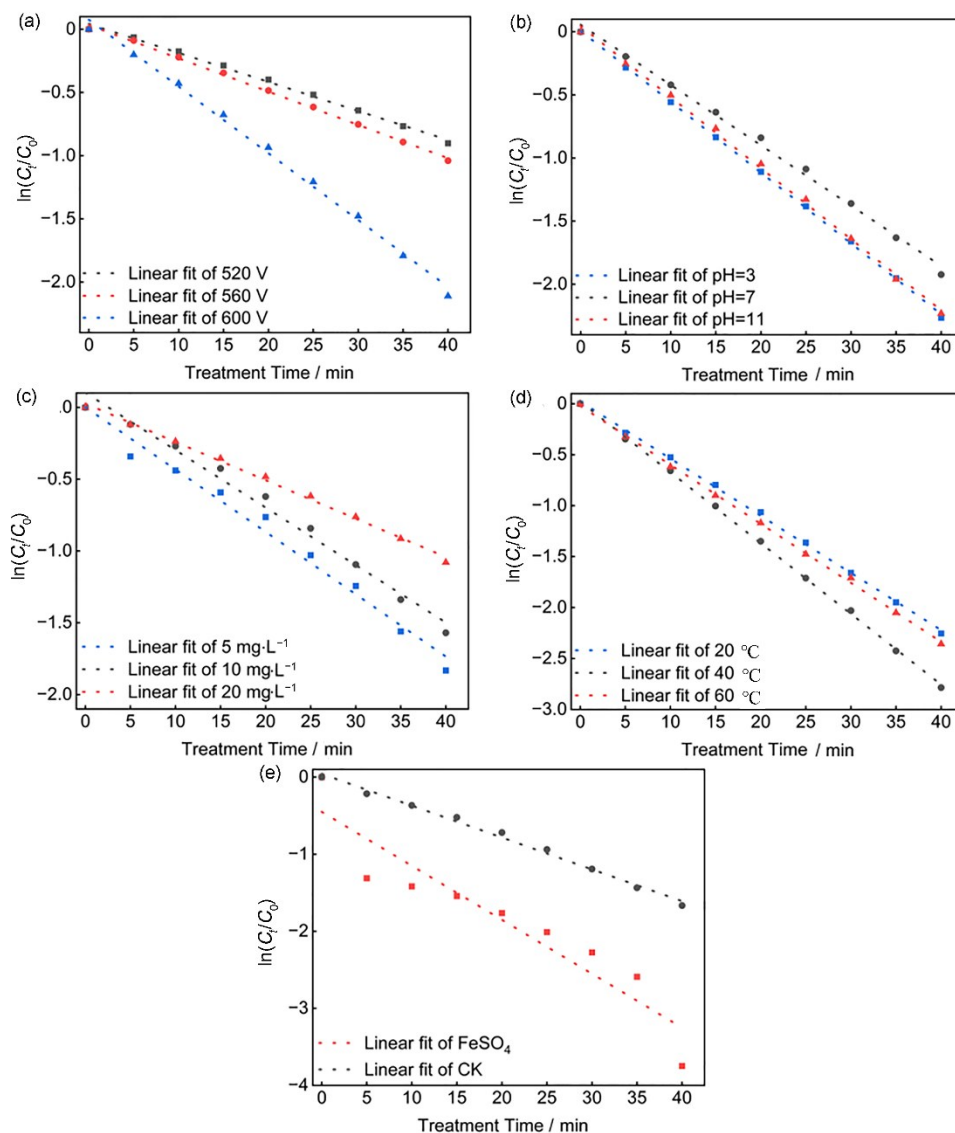 (a)
0
−0.5
−1.0
−1.5
−2.0
ln(Cₜ/C₀)
Linear fit of 520 V
Linear fit of 560 V
Linear fit of 600 V
0 5 10 15 20 25 30 35 40
Treatment Time / min
(b)
0
−0.5
−1.0
−1.5
−2.0
ln(Cₜ/C₀)
Linear fit of pH=3
Linear fit of pH=7
Linear fit of pH=11
0 5 10 15 20 25 30 35 40
Treatment Time / min
(c)
.0
−0.5
−1.0
−1.5
−2.0
ln(Cₜ/C₀)
Linear fit of 5 mg·L⁻¹
Linear fit of 10 mg·L⁻¹
Linear fit of 20 mg·L⁻¹
0 5 10 15 20 25 30 35 40
Treatment Time / min
(d)
0
−0.5
−1.0
−1.5
−2.0
−2.5
−3.0
ln(Cₜ/C₀)
Linear fit of 20 °C
Linear fit of 40 °C
Linear fit of 60 °C
0 5 10 15 20 25 30 35 40
Treatment Time / min
(e)
0
−1
−2
−3
−4
ln(Cₜ/C₀)
Linear fit of FeSO₄
Linear fit of CK
0 5 10 15 20 25 30 35 40
Treatment Time / min